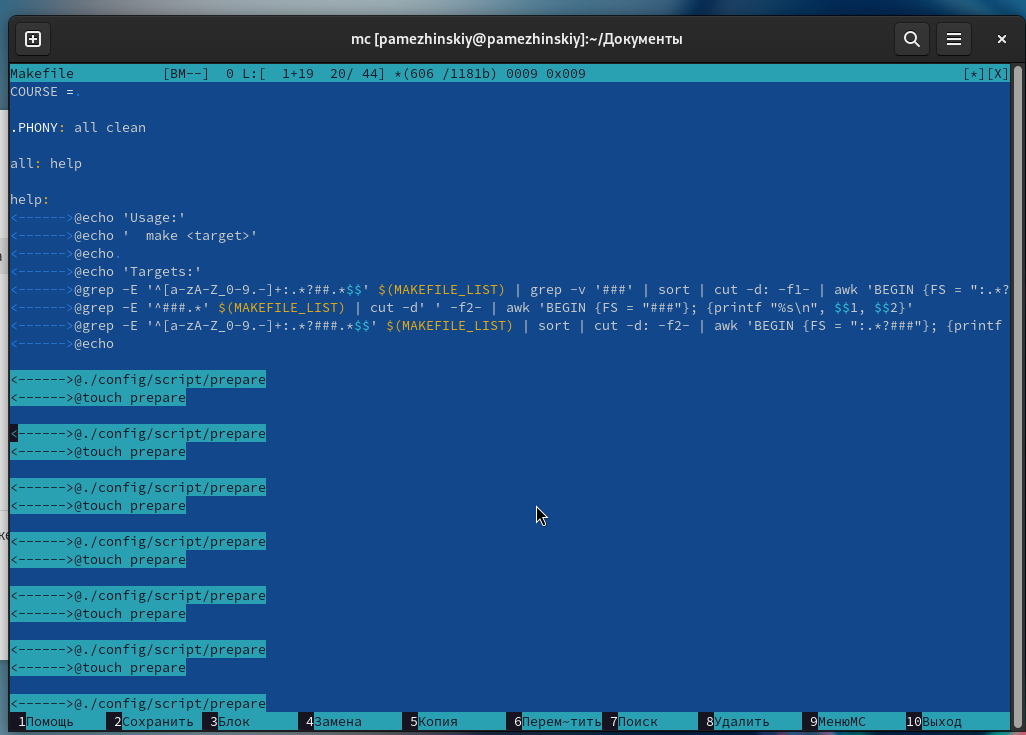 mc [pamezhinskiy@pamezhinskiy]:~/Документы
Makefile [BM--] 0 L:[ 1+19 20/ 44] *(606 /1181b) 0009 0x009 [*][X]
COURSE =.
.PHONY: all clean
all: help
help:
<------>@echo 'Usage:'
<------>@echo '  make <target>'
<------>@echo.
<------>@echo 'Targets:'
<------>@grep -E '^[a-zA-Z_0-9.-]+:.*?##.*$$' $(MAKEFILE_LIST) | grep -v '###' | sort | cut -d: -f1- | awk 'BEGIN {FS = ":.*?
<------>@grep -E '^###.*' $(MAKEFILE_LIST) | cut -d' ' -f2- | awk 'BEGIN {FS = "###"}; {printf "%s\n", $$1, $$2}'
<------>@grep -E '^[a-zA-Z_0-9.-]+:.*?###.*$$' $(MAKEFILE_LIST) | sort | cut -d: -f2- | awk 'BEGIN {FS = ":.*?###"}; {printf
<------>@echo
<------>@./config/script/prepare
<------>@touch prepare
<------>@./config/script/prepare
<------>@touch prepare
<------>@./config/script/prepare
<------>@touch prepare
<------>@./config/script/prepare
<------>@touch prepare
<------>@./config/script/prepare
<------>@touch prepare
<------>@./config/script/prepare
<------>@touch prepare
<------>@./config/script/prepare
1Помощь 2Сохранить 3Блок 4Замена 5Копия 6Перем~тить 7Поиск 8Удалить 9МенюМС 10Выход